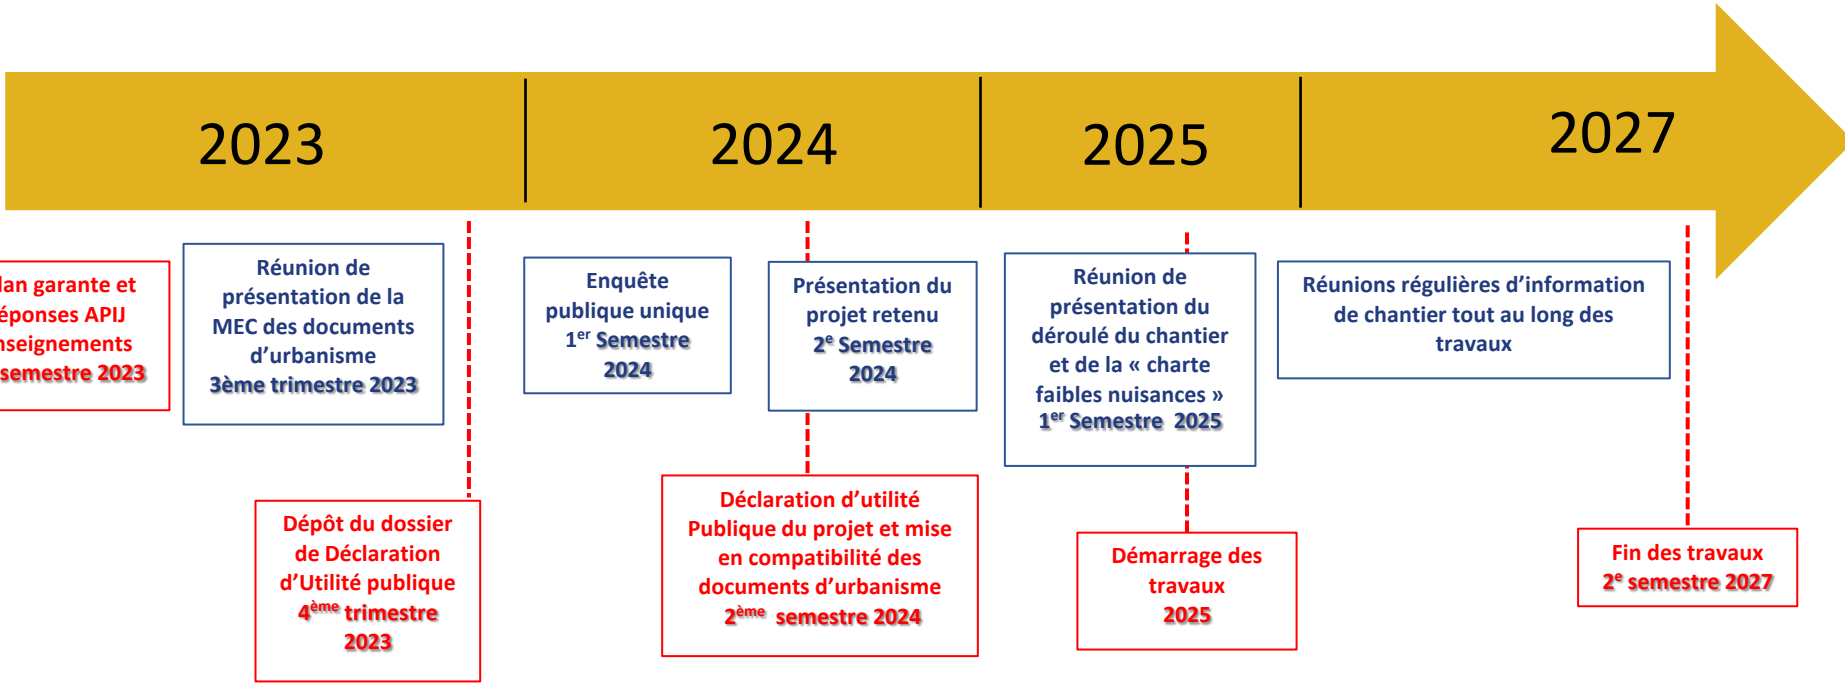 2023
2024
2025
2027
lan garante et
éponses APIJ
nseignements
semestre 2023
Réunion de
présentation de la
MEC des documents
d’urbanisme
3ème trimestre 2023
Enquête
publique unique
1er Semestre
2024
Présentation du
projet retenu
2e Semestre
2024
Réunion de
présentation du
déroulé du chantier
et de la « charte
faibles nuisances »
1er Semestre 2025
Réunions régulières d’information
de chantier tout au long des
travaux
Dépôt du dossier
de Déclaration
d’Utilité publique
4ème trimestre
2023
Déclaration d’utilité
Publique du projet et mise
en compatibilité des
documents d’urbanisme
2ème semestre 2024
Démarrage des
travaux
2025
Fin des travaux
2e semestre 2027